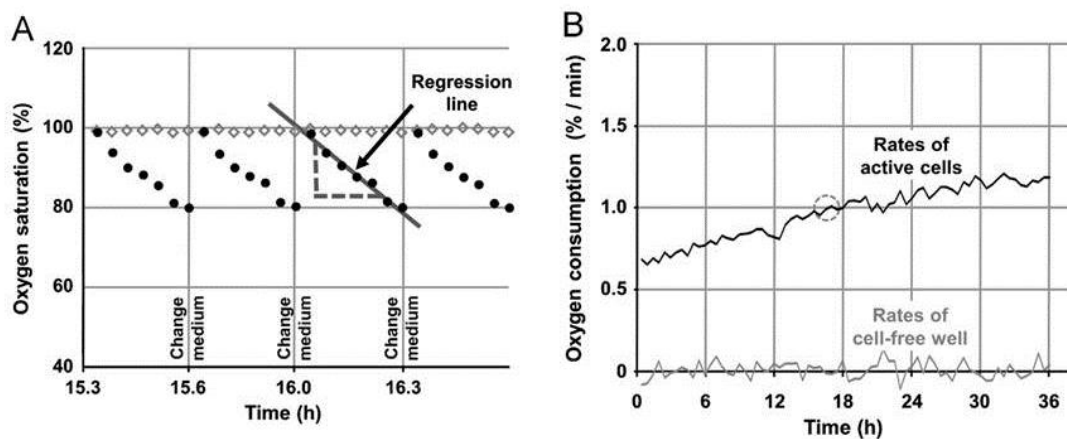 A
Oxygen saturation (%)
120
100
80
60
40
Regression
line
Change
medium
Change
medium
Change
medium
15.3
15.6
16.0
16.3
Time (h)
B
Oxygen consumption (% / min)
2.0
1.5
1.0
0.5
0
Rates of
active cells
Rates of
cell-free well
0
6
12
18
24
30
36
Time (h)